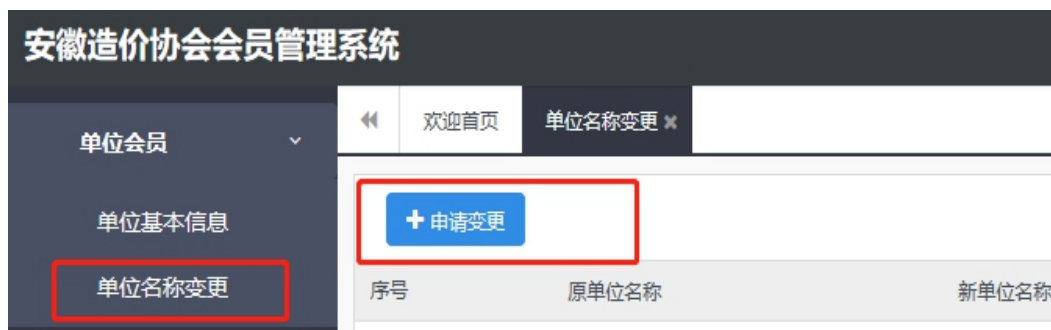 安徽造价协会会员管理系统
单位会员
欢迎首页 单位名称变更
单位基本信息
申请变更
单位名称变更
序号 原单位名称 新单位名称